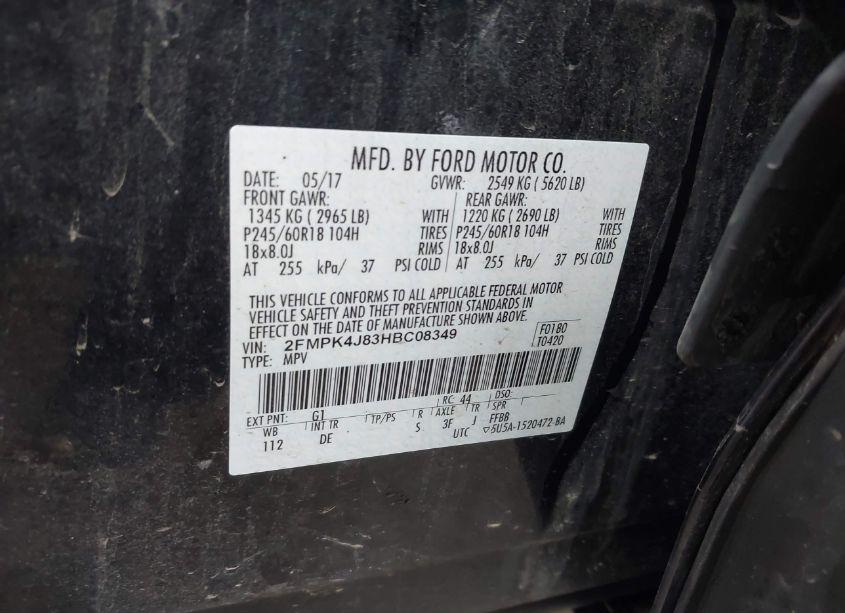 MFD. BY FORD MOTOR CO.
DATE: 05/17 GVWR: 2549 KG ( 5620 LB)
FRONT GAWR: REAR GAWR:
1345 KG ( 2965 LB) WITH 1220 KG ( 2690 LB) WITH
P245/60R18 104H TIRES P245/60R18 104H TIRES
18x8.0J RIMS 18x8.0J RIMS
AT 255 kPa/ 37 PSI COLD AT 255 kPa/ 37 PSI COLD
THIS VEHICLE CONFORMS TO ALL APPLICABLE FEDERAL MOTOR
VEHICLE SAFETY AND THEFT PREVENTION STANDARDS IN
EFFECT ON THE DATE OF MANUFACTURE SHOWN ABOVE.
VIN: 2FMPK4J83HBC08349 F0180
TYPE: MPV T0420
EXT PNT: G1 RC: 44 DSO:
WB INT TR TP/PS R AXLE TR SPR
112 DE S 3F J FFBB
UTC ▽5U5A-1520472-BA